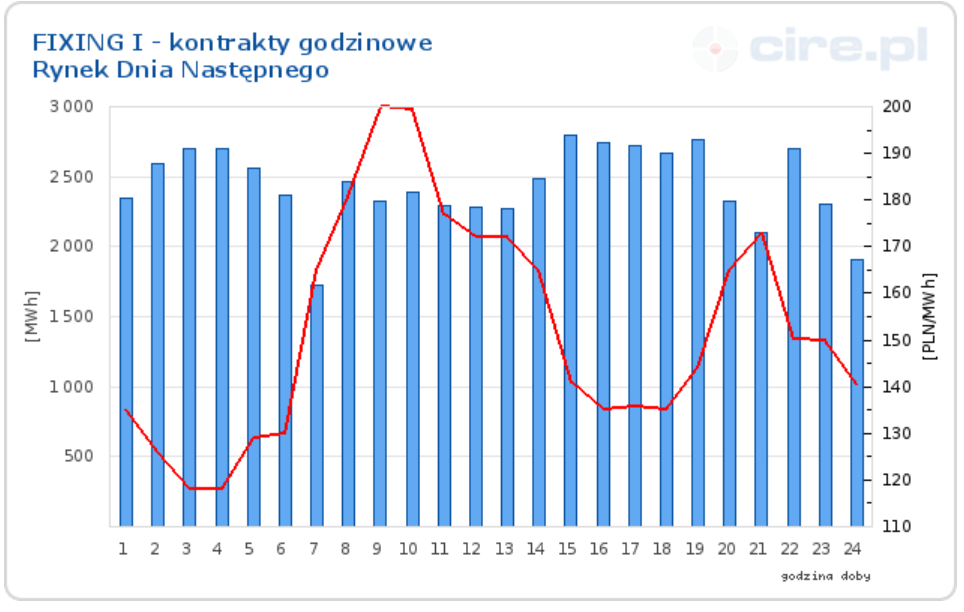 FIXING I - kontrakty godzinowe
Rynek Dnia Następnego
cire.pl
3 000
2 500
2 000
1 500
1 000
500
[MWh]
200
190
180
170
160
150
140
130
120
110
[PLN/MWh]
1 2 3 4 5 6 7 8 9 10 11 12 13 14 15 16 17 18 19 20 21 22 23 24
godzina doby